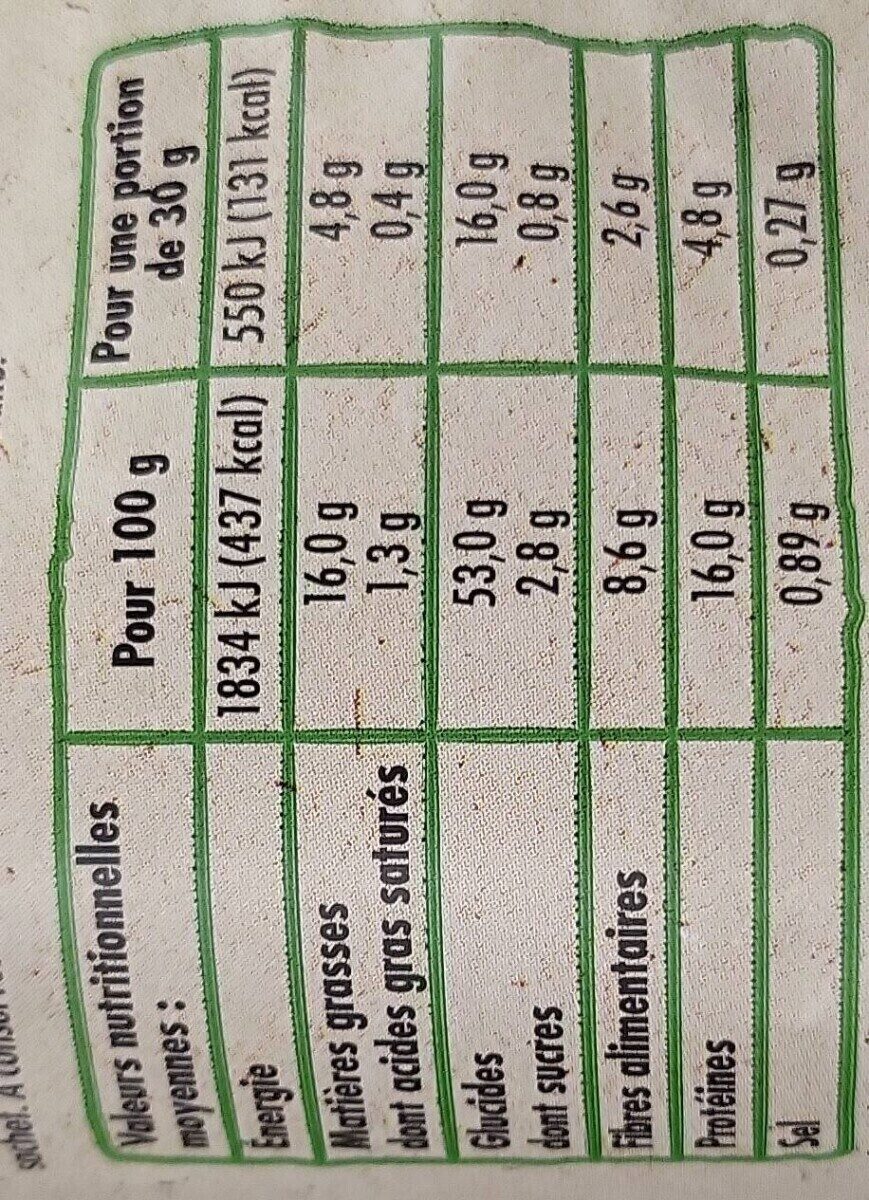 Valeurs nutritionnelles moyennes : Pour 100 g Pour une portion de 30 g
Énergie 1834 kJ (437 kcal) 550 kJ (131 kcal)
Matières grasses 16,0 g 4,8 g
dont acides gras saturés 1,3 g 0,4 g
Glucides 53,0 g 16,0 g
dont sucres 2,8 g 0,8 g
Fibres alimentaires 8,6 g 2,6 g
Protéines 16,0 g 4,8 g
Sel 0,89 g 0,27 g